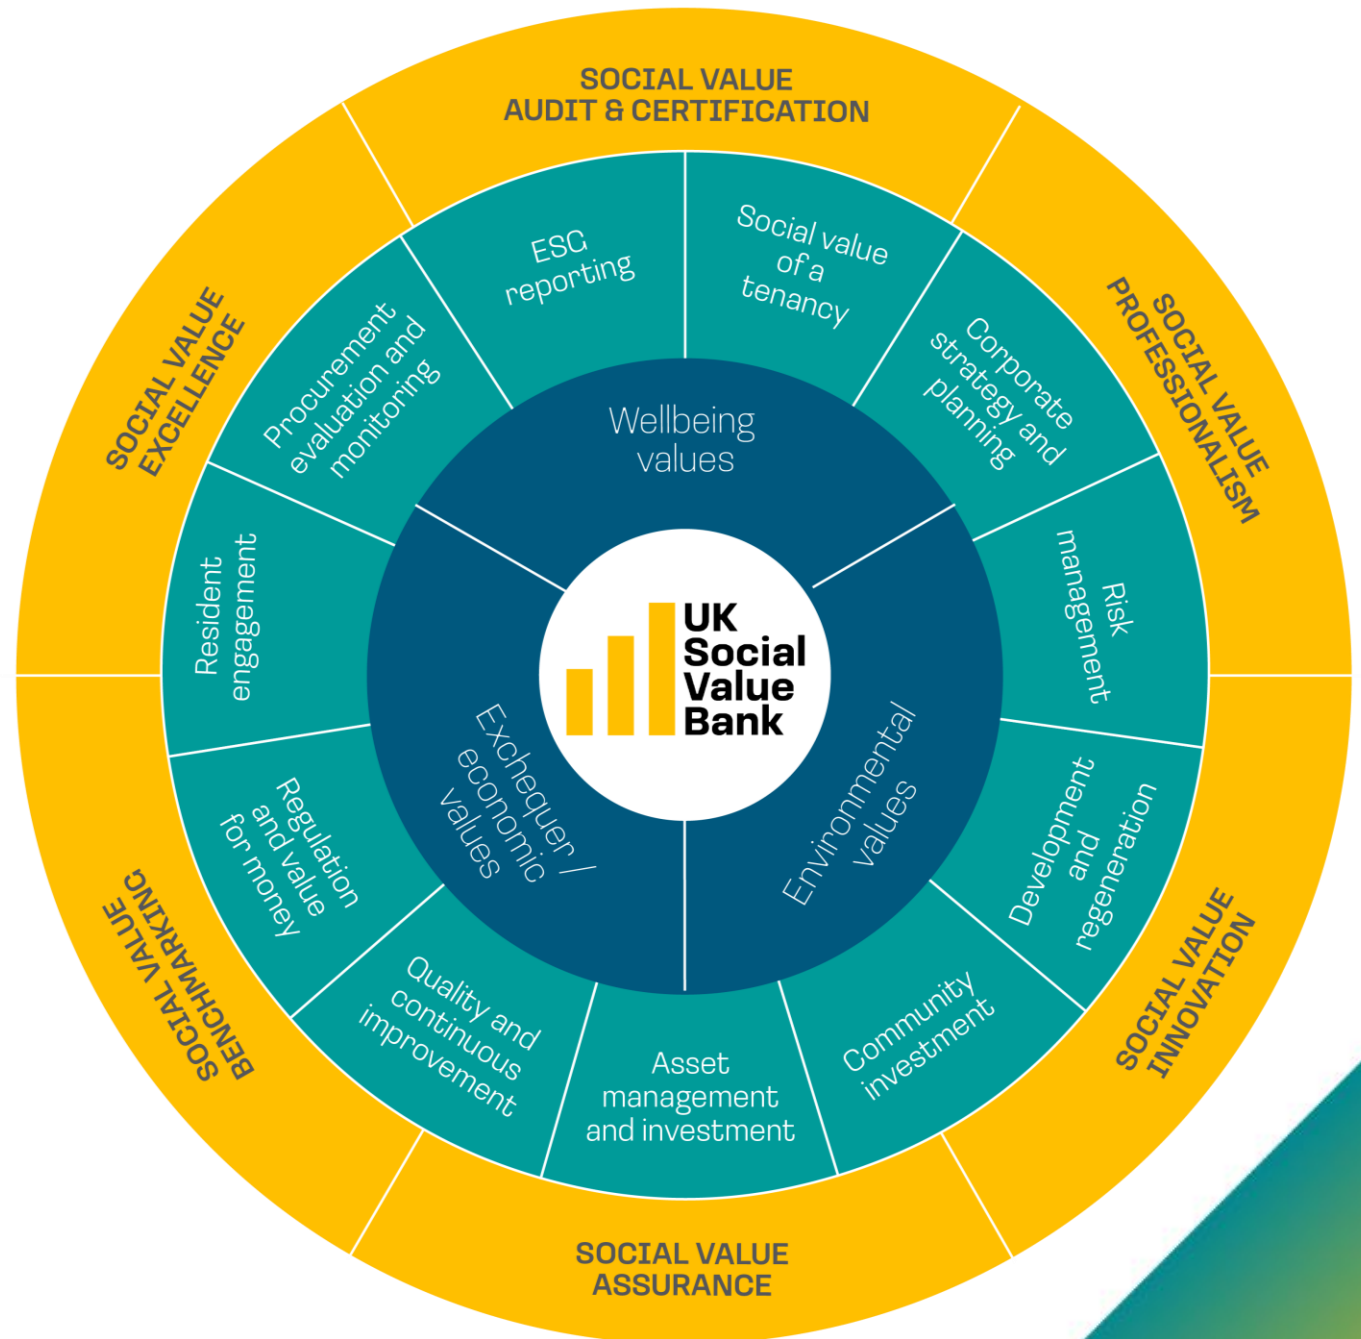 SOCIAL VALUE
AUDIT & CERTIFICATION
SOCIAL VALUE
PROFESSIONALISM
SOCIAL VALUE
INNOVATION
SOCIAL VALUE
ASSURANCE
SOCIAL VALUE
BENCHMARKING
SOCIAL VALUE
EXCELLENCE
ESG
reporting
Social value
of a
tenancy
Corporate
strategy and
planning
Risk
management
Development
and
regeneration
Community
investment
Asset
management
and investment
Quality and
continuous
improvement
Regulation
and value
for money
Resident
engagement
Procurement
evaluation and
monitoring
Wellbeing
values
Environmental
values
Exchequer /
economic
values
UK
Social
Value
Bank